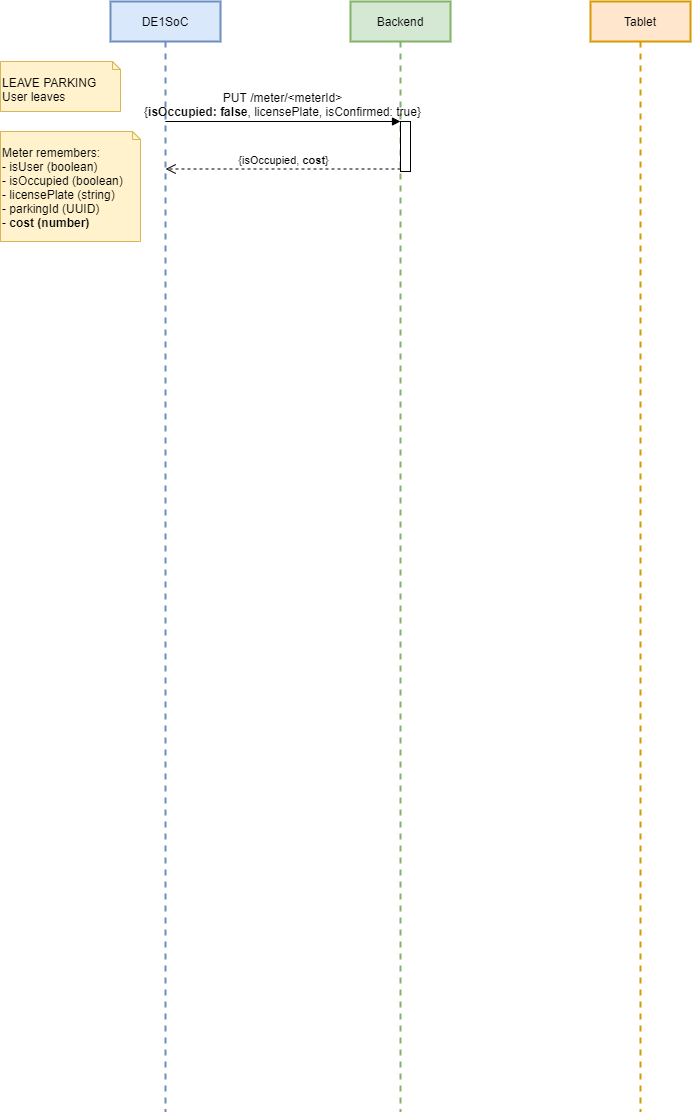 DE1SoC
Backend
Tablet
LEAVE PARKING
User leaves
PUT /meter/<meterId>
{isOccupied: false, licensePlate, isConfirmed: true}
Meter remembers:
- isUser (boolean)
- isOccupied (boolean)
- licensePlate (string)
- parkingId (UUID)
- cost (number)
{isOccupied, cost}